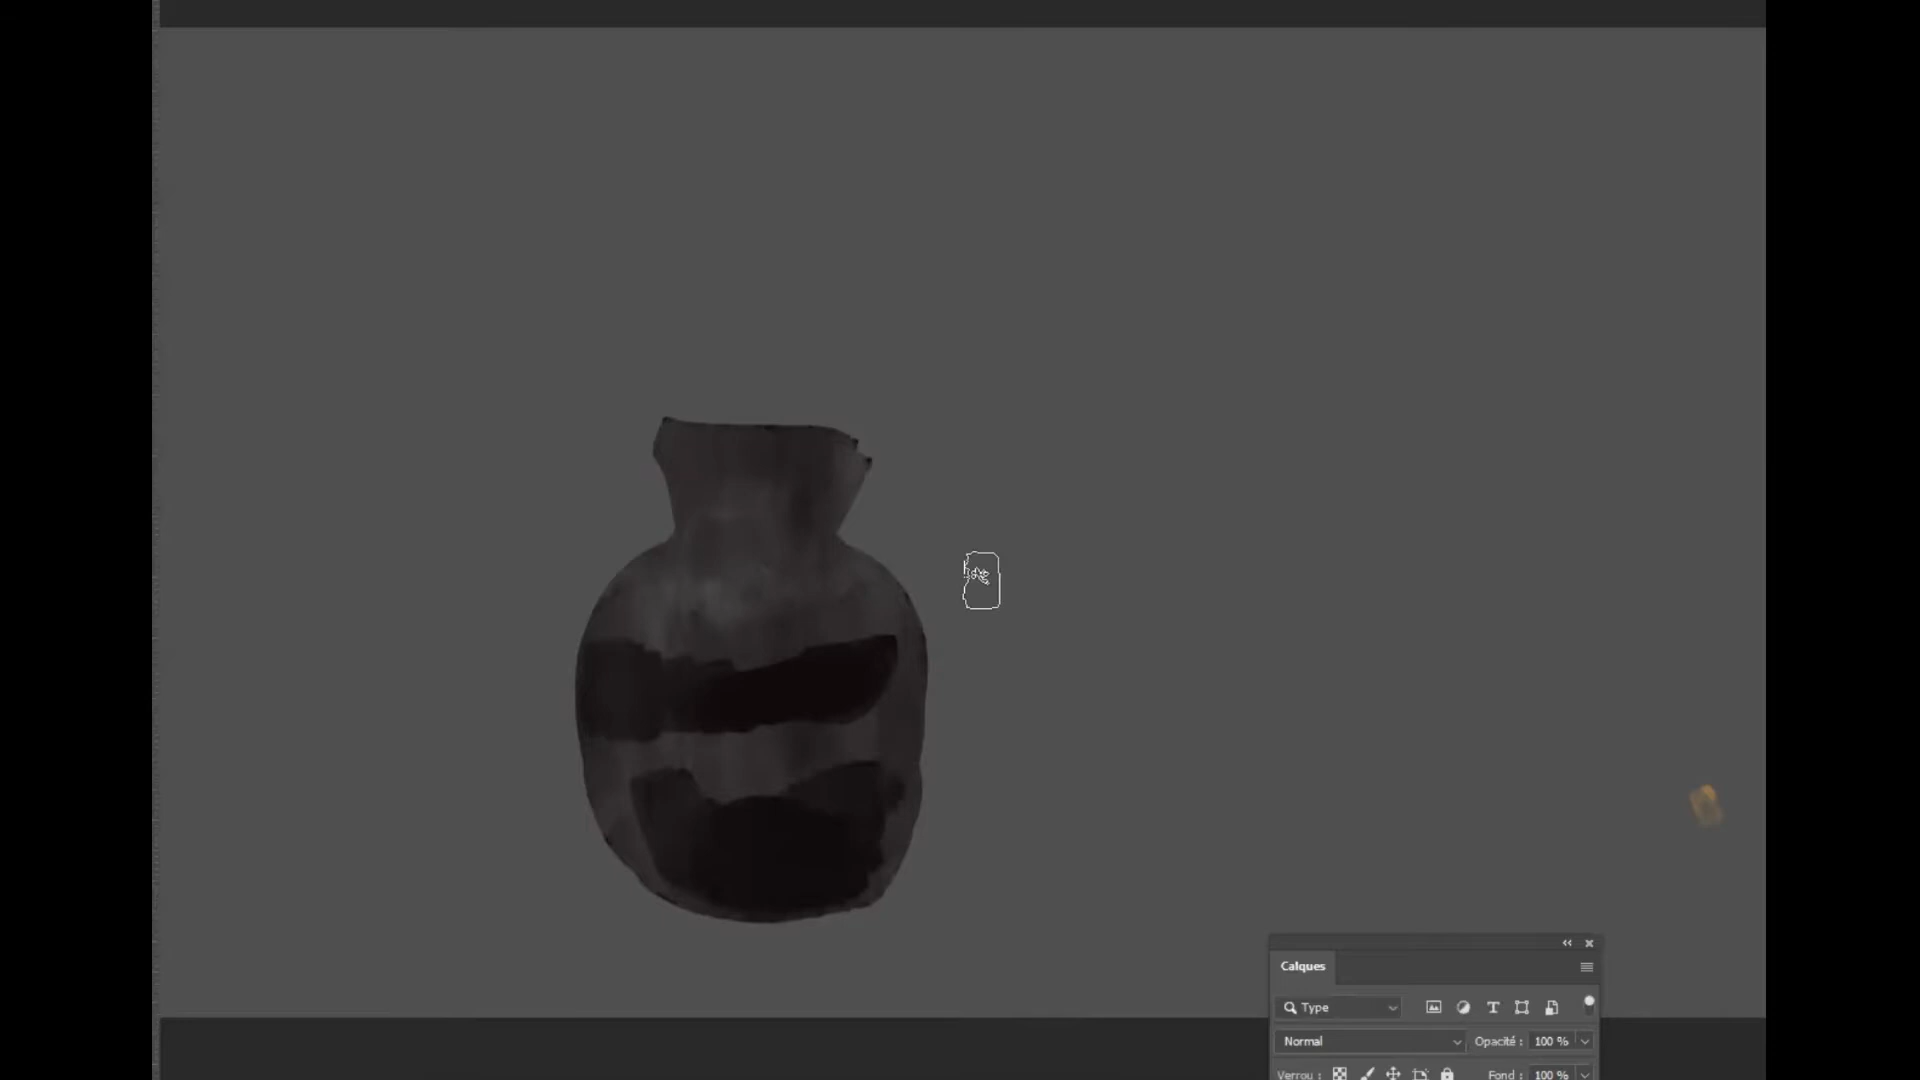 Calques
Type
Normal Opacité : 100 %
Verrou : Fond : 100 %